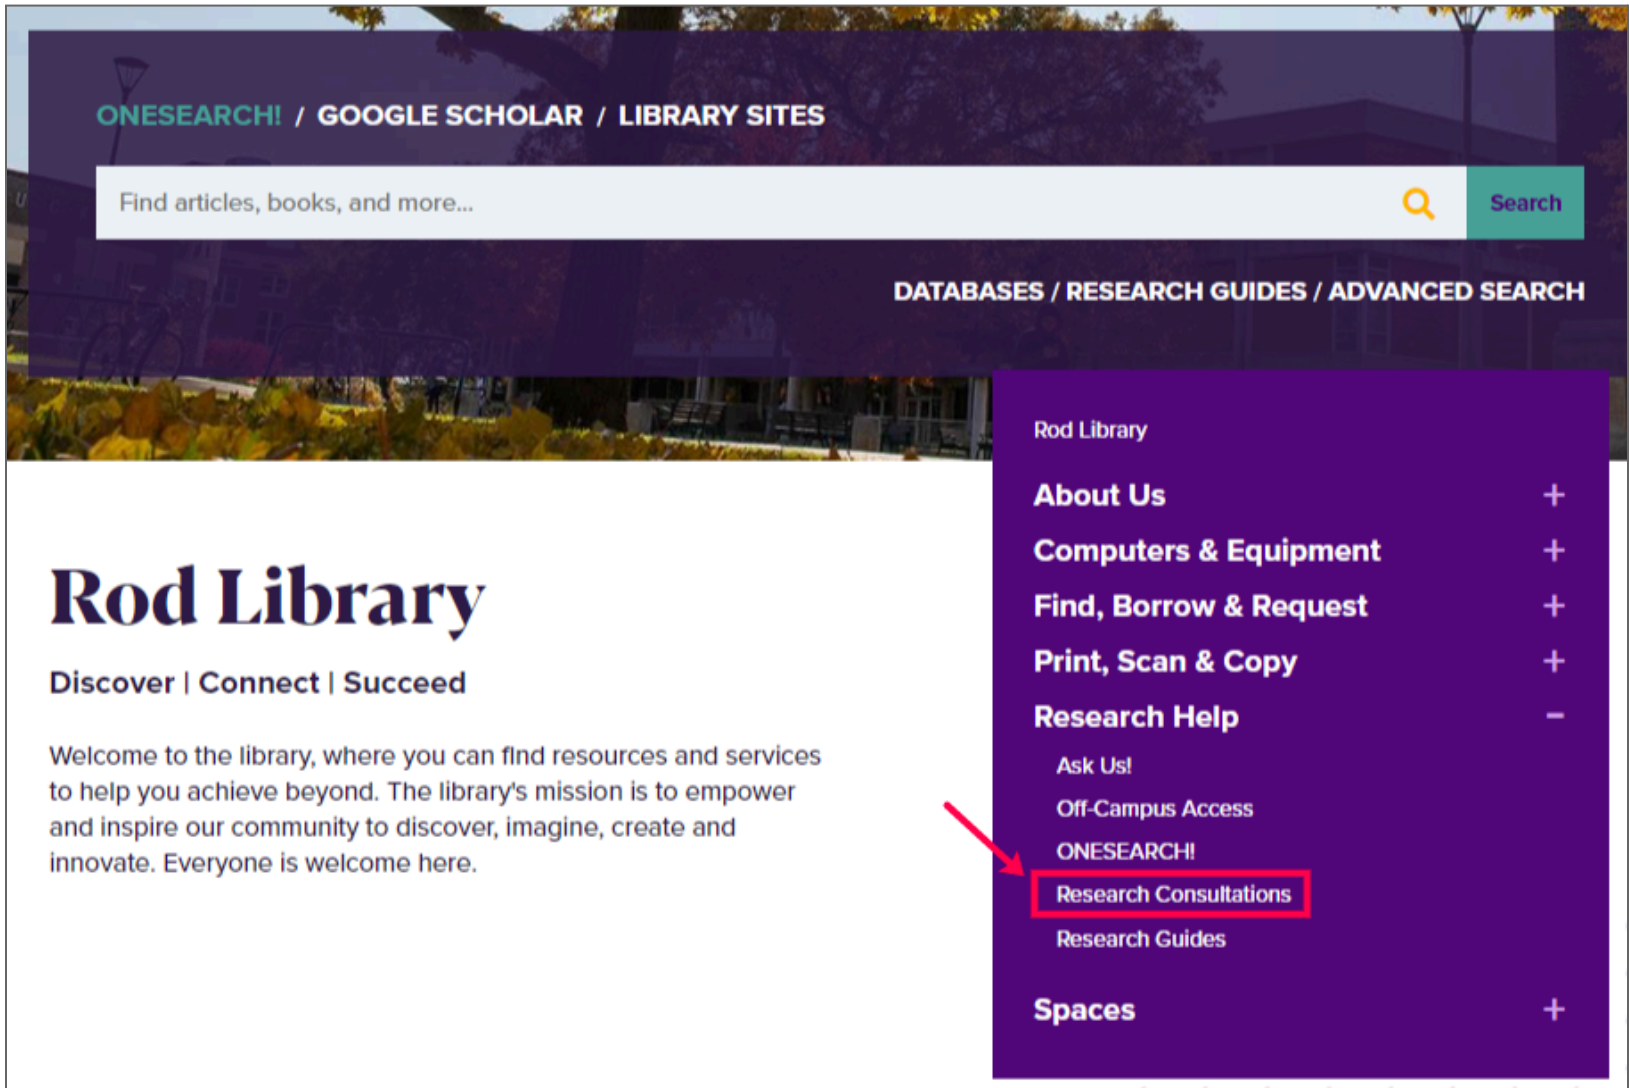 ONESEARCH! / GOOGLE SCHOLAR / LIBRARY SITES
Find articles, books, and more...
Search
DATABASES / RESEARCH GUIDES / ADVANCED SEARCH
Rod Library
Discover | Connect | Succeed
Welcome to the library, where you can find resources and services
to help you achieve beyond. The library's mission is to empower
and inspire our community to discover, imagine, create and
innovate. Everyone is welcome here.
Rod Library
About Us +
Computers & Equipment +
Find, Borrow & Request +
Print, Scan & Copy +
Research Help −
Ask Us!
Off-Campus Access
ONESEARCH!
Research Consultations
Research Guides
Spaces +